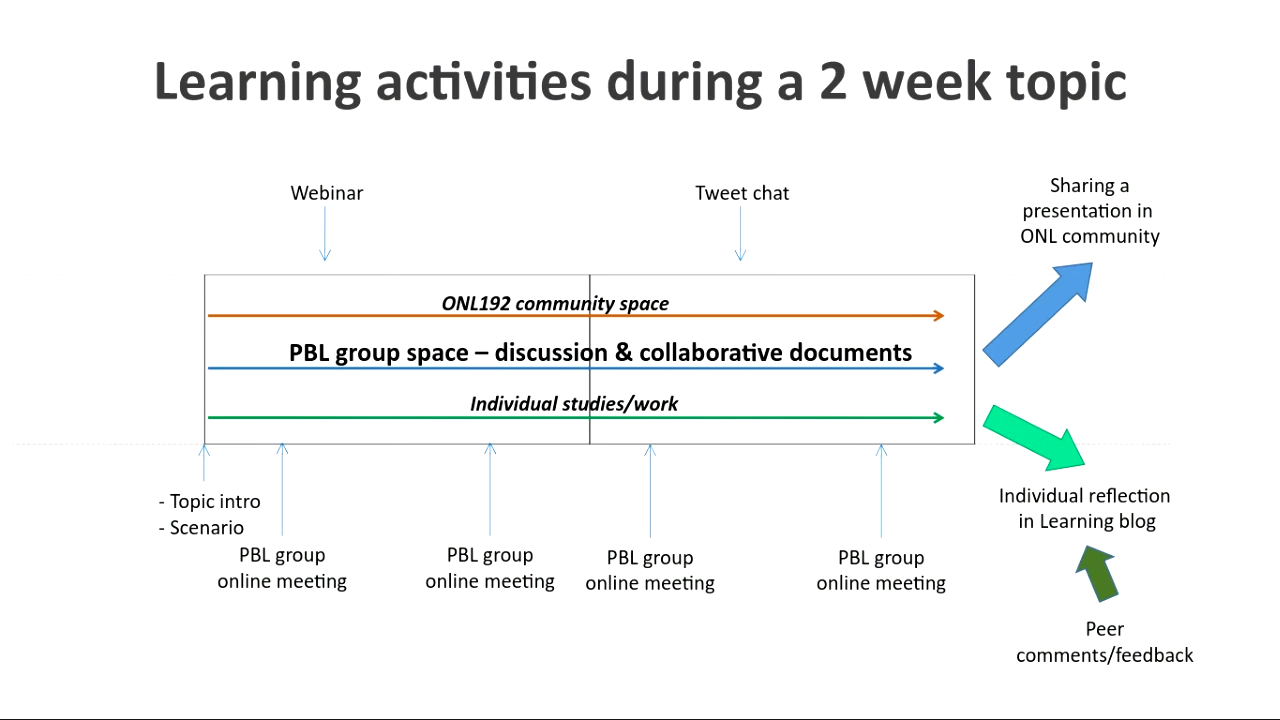 Learning activities during a 2 week topic
Webinar
Tweet chat
Sharing a
presentation in
ONL community
ONL192 community space
PBL group space – discussion & collaborative documents
Individual studies/work
- Topic intro
- Scenario
PBL group
online meeting
PBL group
online meeting
PBL group
online meeting
PBL group
online meeting
Individual reflection
in Learning blog
Peer
comments/feedback